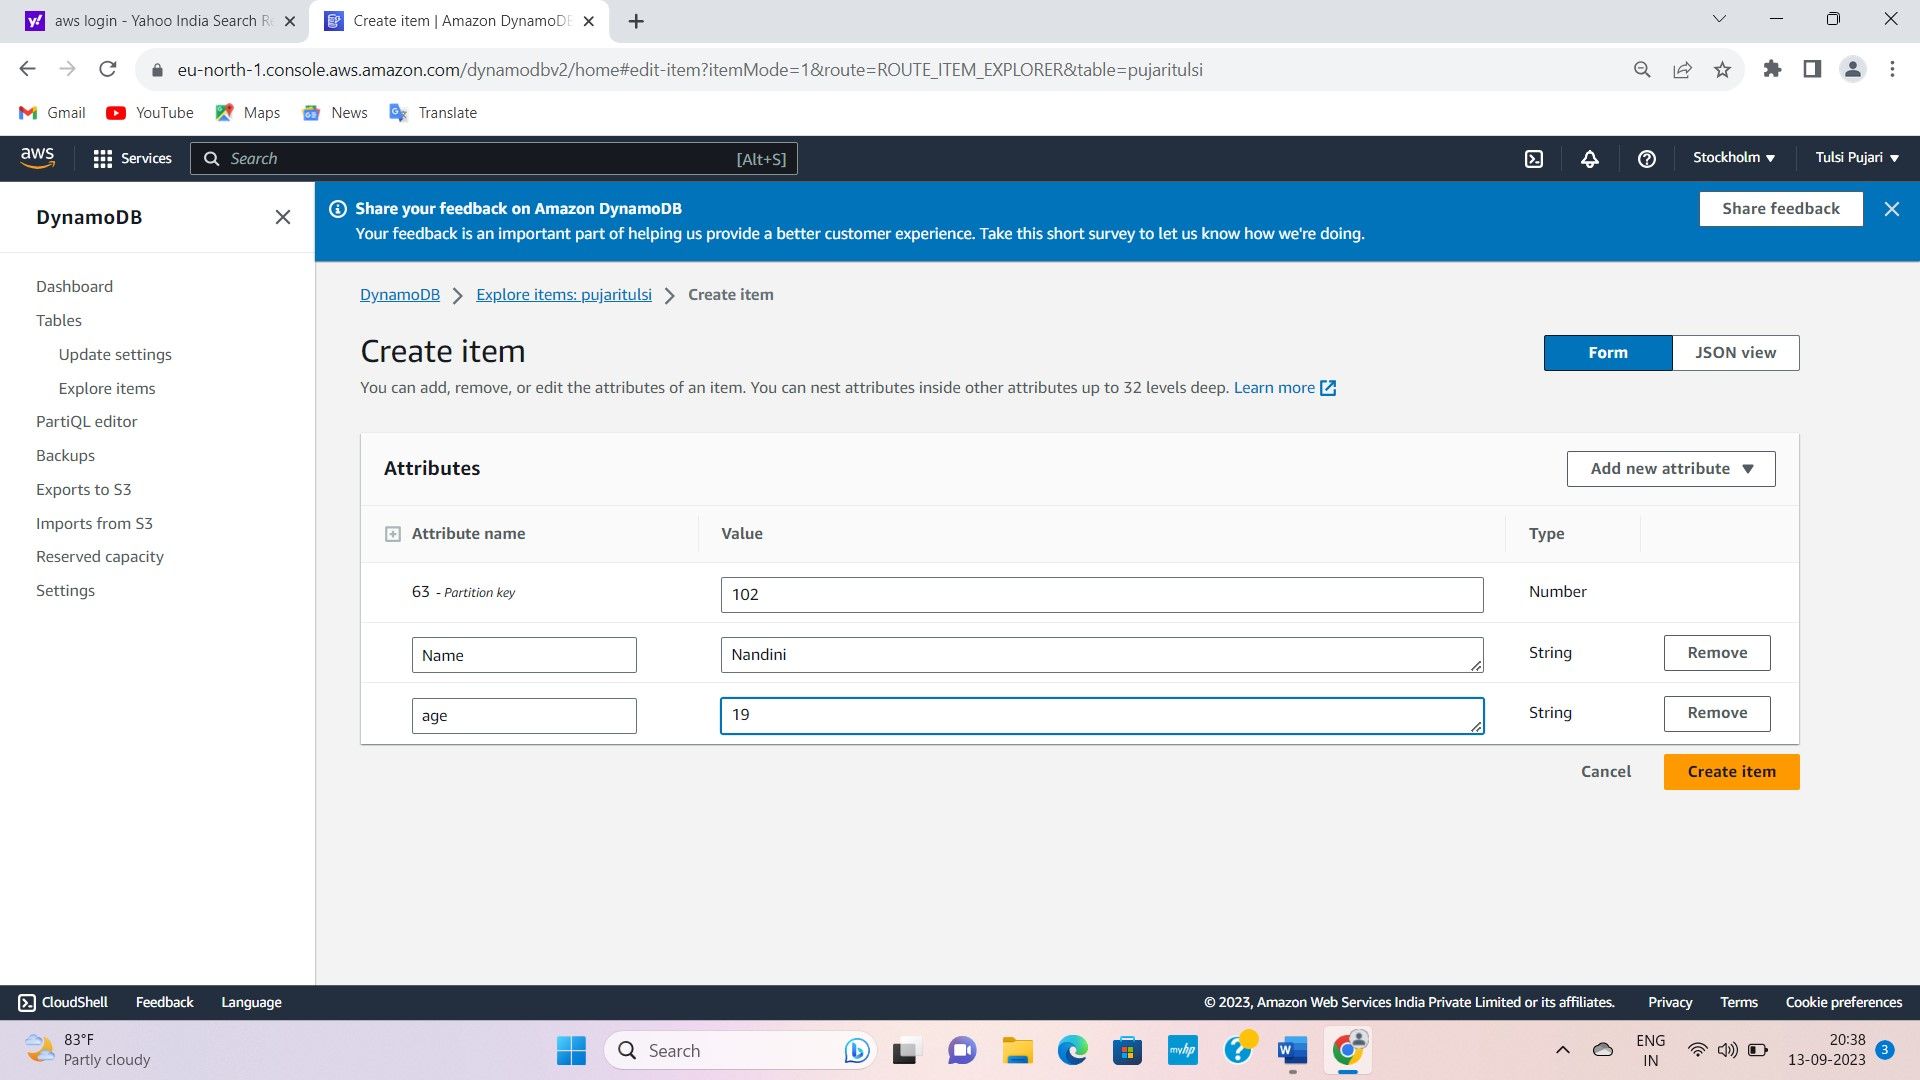 aws login - Yahoo India Search Re
Create item | Amazon DynamoDB
eu-north-1.console.aws.amazon.com/dynamodbv2/home#edit-item?itemMode=1&route=ROUTE_ITEM_EXPLORER&table=pujaritulsi
Gmail YouTube Maps News Translate
aws Services Search [Alt+S] Stockholm Tulsi Pujari
DynamoDB
Dashboard
Tables
Update settings
Explore items
PartiQL editor
Backups
Exports to S3
Imports from S3
Reserved capacity
Settings
Share your feedback on Amazon DynamoDB
Your feedback is an important part of helping us provide a better customer experience. Take this short survey to let us know how we're doing.
Share feedback
DynamoDB Explore items: pujaritulsi Create item
Create item
Form JSON view
You can add, remove, or edit the attributes of an item. You can nest attributes inside other attributes up to 32 levels deep. Learn more
Attributes
Add new attribute
Attribute name Value Type
63 - Partition key 102 Number
Name Nandini String Remove
age 19 String Remove
Cancel Create item
CloudShell Feedback Language © 2023, Amazon Web Services India Private Limited or its affiliates. Privacy Terms Cookie preferences
83°F
Partly cloudy
Search
myhp
ENG
IN
20:38
13-09-2023
3